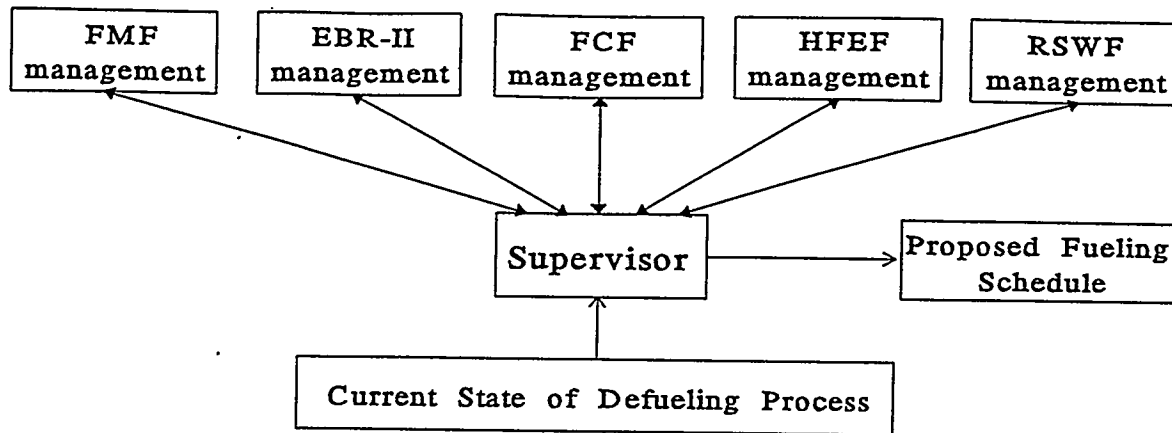 FMF
management
EBR-II
management
FCF
management
HFEF
management
RSWF
management
Supervisor
Proposed Fueling
Schedule
Current State of Defueling Process